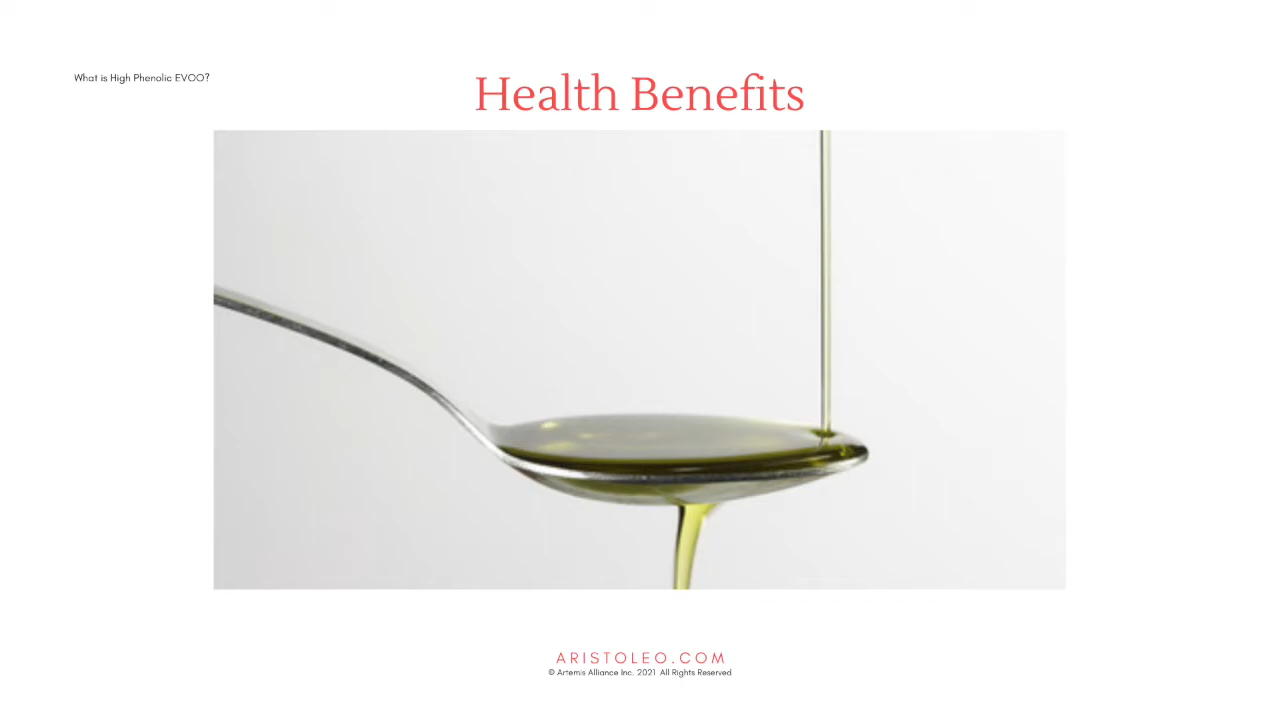 What is High Phenolic EVOO?
Health Benefits
ARISTOLEO.COM
© Artemis Alliance Inc. 2021 All Rights Reserved